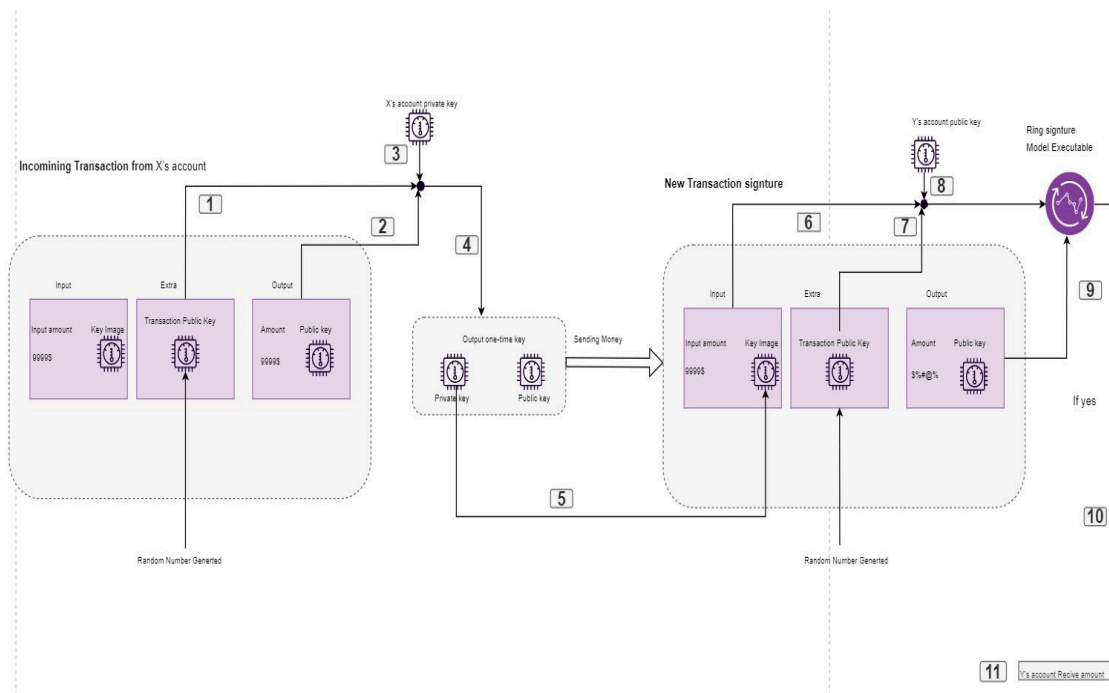 X's account private key
3
Incomining Transaction from X's account
1
2
4
Input
Extra
Output
Input amount
Key Image
9999$
Transaction Public Key
Amount
Public key
9999$
Random Number Generted
Output one-time key
Private key
Public key
Sending Money
5
Y's account public key
8
Ring signture
Model Executable
New Transaction signture
6
7
9
Input
Extra
Output
Input amount
Key Image
9999$
Transaction Public Key
Amount
Public key
$%#@%
Random Number Generted
If yes
10
11
Y's account Recive amount